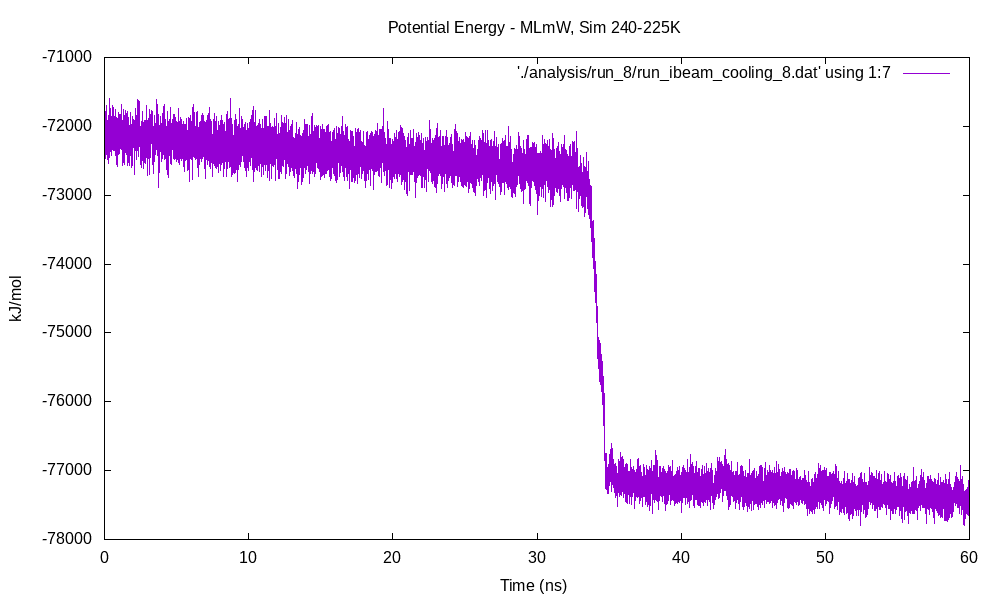 Potential Energy - MLmW, Sim 240-225K
-71000
'./analysis/run_8/run_ibeam_cooling_8.dat' using 1:7
-72000
-73000
-74000
kJ/mol
-75000
-76000
-77000
-78000
0 10 20 30 40 50 60
Time (ns)